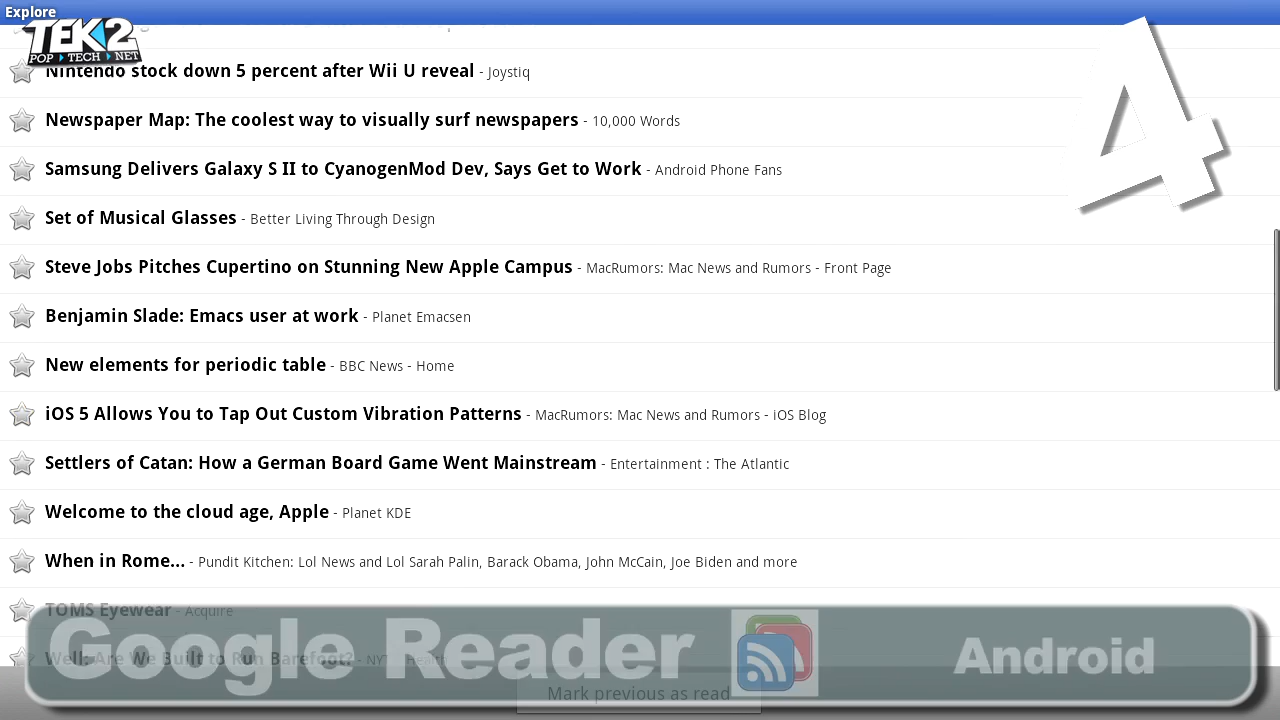 Explore
TEK2
POP TECH NET
4
Nintendo stock down 5 percent after Wii U reveal - Joystiq
Newspaper Map: The coolest way to visually surf newspapers - 10,000 Words
Samsung Delivers Galaxy S II to CyanogenMod Dev, Says Get to Work - Android Phone Fans
Set of Musical Glasses - Better Living Through Design
Steve Jobs Pitches Cupertino on Stunning New Apple Campus - MacRumors: Mac News and Rumors - Front Page
Benjamin Slade: Emacs user at work - Planet Emacsen
New elements for periodic table - BBC News - Home
iOS 5 Allows You to Tap Out Custom Vibration Patterns - MacRumors: Mac News and Rumors - iOS Blog
Settlers of Catan: How a German Board Game Went Mainstream - Entertainment : The Atlantic
Welcome to the cloud age, Apple - Planet KDE
When in Rome... - Pundit Kitchen: Lol News and Lol Sarah Palin, Barack Obama, John McCain, Joe Biden and more
TOMS Eyewear - Acquire
Google Reader
Android
Well: Are We Built to Run Barefoot?
Mark previous as read